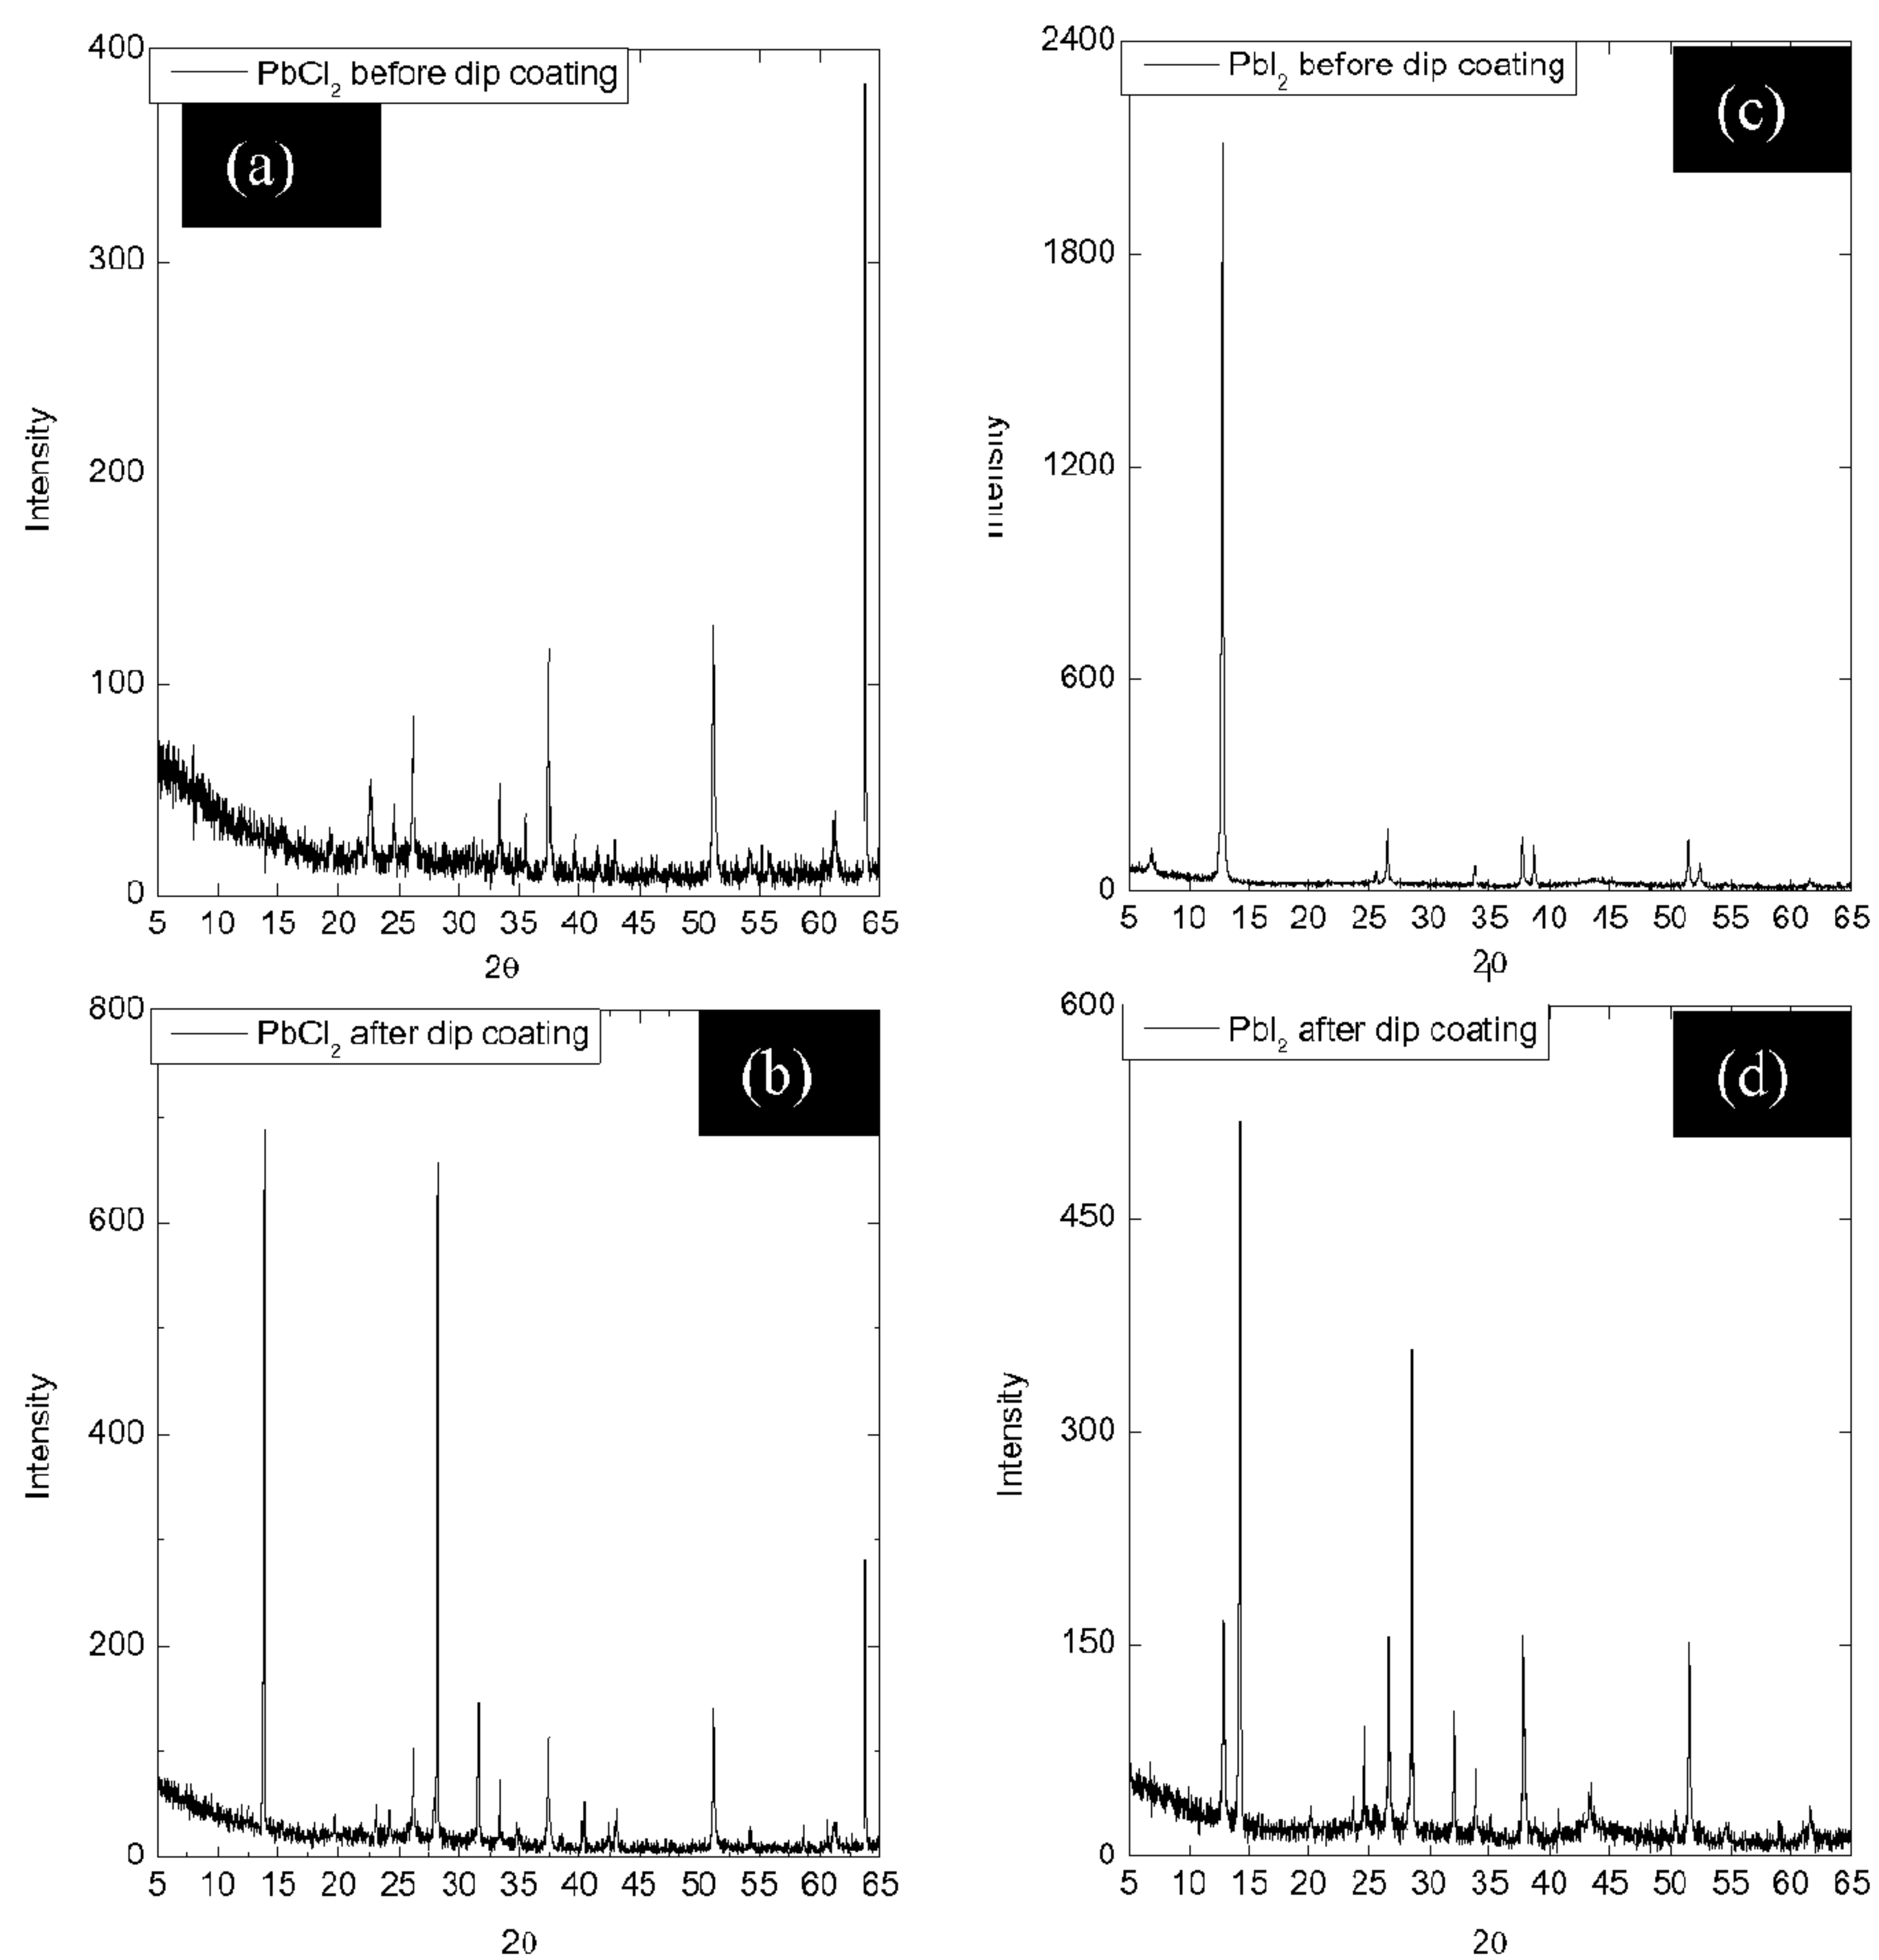 PbCl₂ before dip coating
(a)
400
300
200
100
0
Intensity
5 10 15 20 25 30 35 40 45 50 55 60 65
2θ
PbI₂ before dip coating
(c)
2400
1800
1200
600
0
Intensity
5 10 15 20 25 30 35 40 45 50 55 60 65
2θ
PbCl₂ after dip coating
(b)
800
600
400
200
0
Intensity
5 10 15 20 25 30 35 40 45 50 55 60 65
2θ
PbI₂ after dip coating
(d)
600
450
300
150
0
Intensity
5 10 15 20 25 30 35 40 45 50 55 60 65
2θ